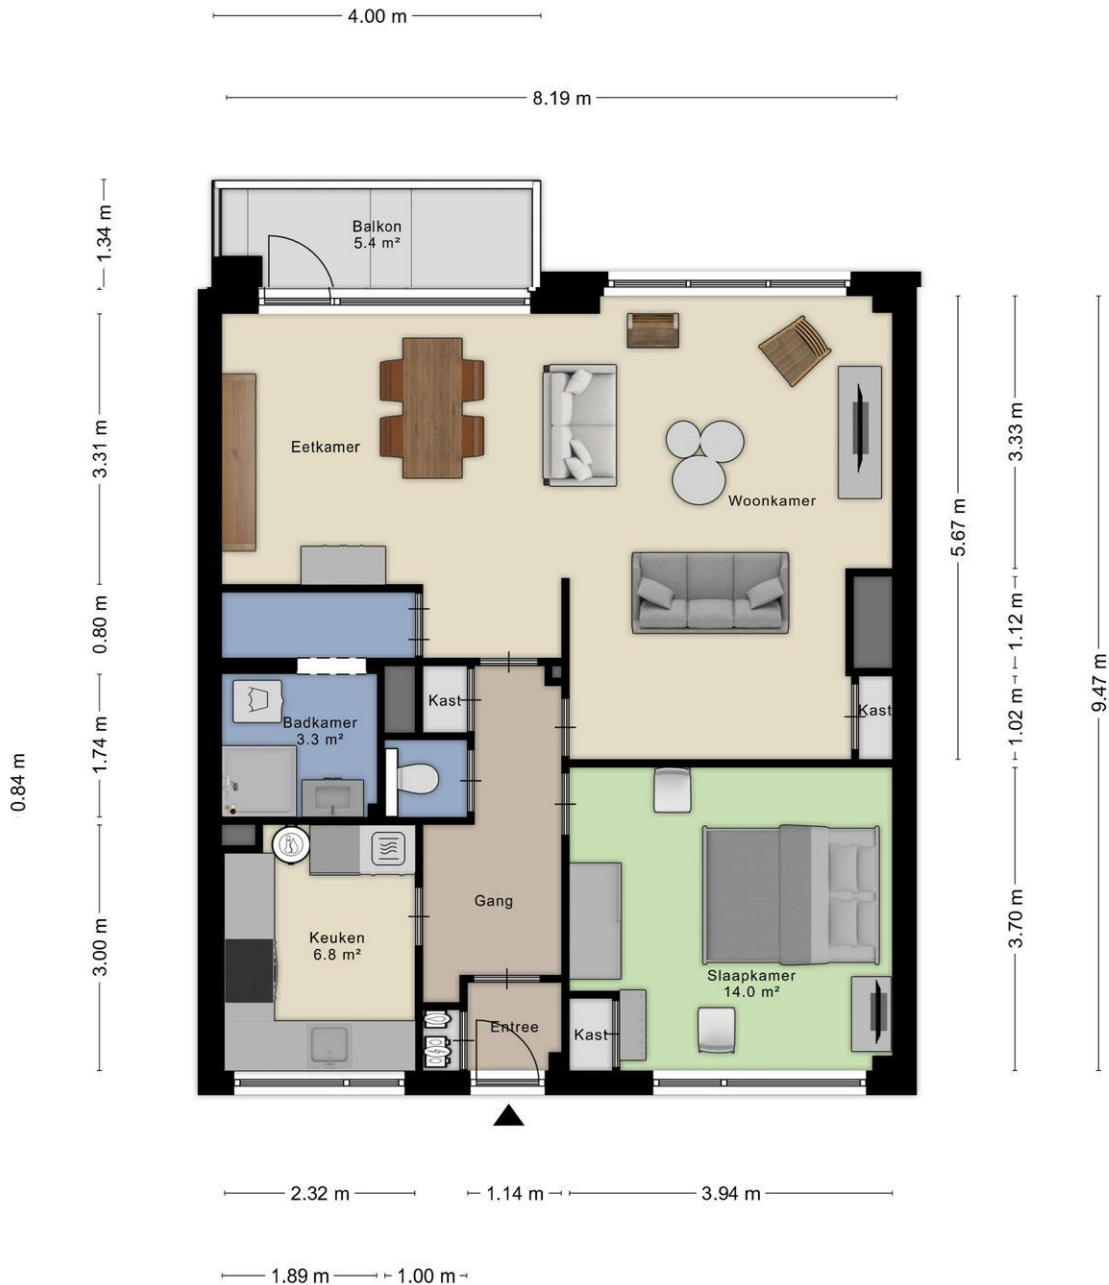 4.00 m
8.19 m
1.34 m
Balkon
5.4 m²
3.31 m
Eetkamer
Woonkamer
3.33 m
5.67 m
9.47 m
0.80 m
1.12 m
Kast
Kast
1.02 m
Badkamer
3.3 m²
1.74 m
0.84 m
Gang
Keuken
6.8 m²
3.00 m
Slaapkamer
14.0 m²
3.70 m
Entree
Kast
2.32 m
1.14 m
3.94 m
1.89 m
1.00 m